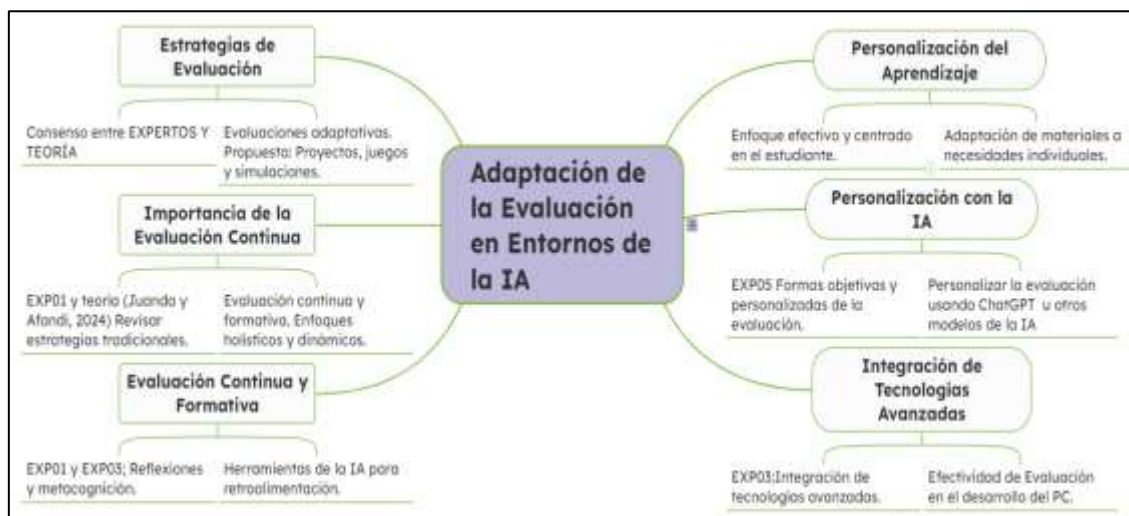 Estrategias de
Evaluación
Consenso entre EXPERTOS Y
TEORÍA
Evaluaciones adaptativas.
Propuesta: Proyectos, juegos
y simulaciones.
Importancia de la
Evaluación Continua
EXP01 y teoría (Juanda y
Afandi, 2024) Revisar
estrategias tradicionales.
Evaluación continua y
formativa. Enfoques
holísticos y dinámicos.
Evaluación Continua y
Formativa
EXP01 y EXP03; Reflexiones
y metacognición.
Herramientas de la IA para
retroalimentación.
Adaptación de
la Evaluación
en Entornos de
la IA
Personalización del
Aprendizaje
Enfoque efectivo y centrado
en el estudiante.
Adaptación de materiales a
necesidades individuales.
Personalización con la
IA
EXP05 Formas objetivas y
personalizadas de la
evaluación.
Personalizar la evaluación
usando ChatGPT u otros
modelos de la IA
Integración de
Tecnologías
Avanzadas
EXP03:Integración de
tecnologías avanzadas.
Efectividad de Evaluación
en el desarrollo del PC.